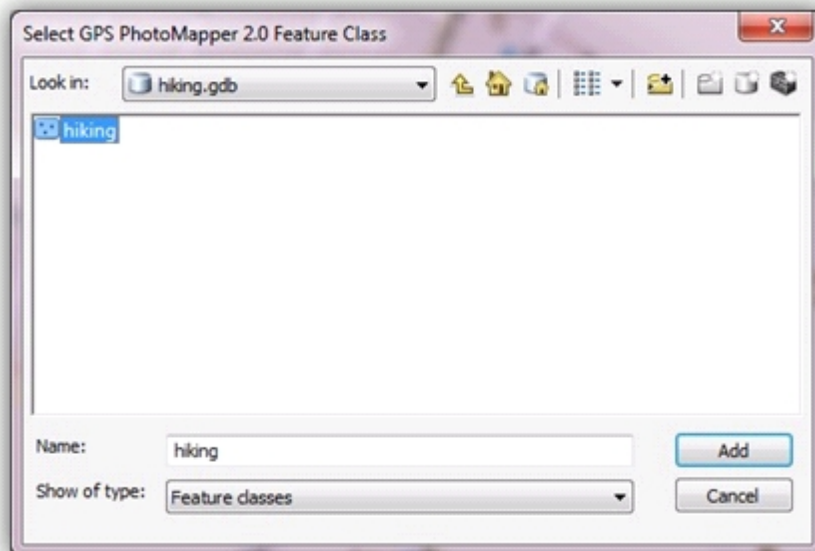 Select GPS PhotoMapper 2.0 Feature Class
Look in: hiking.gdb
hiking
Name: hiking
Add
Show of type: Feature classes
Cancel